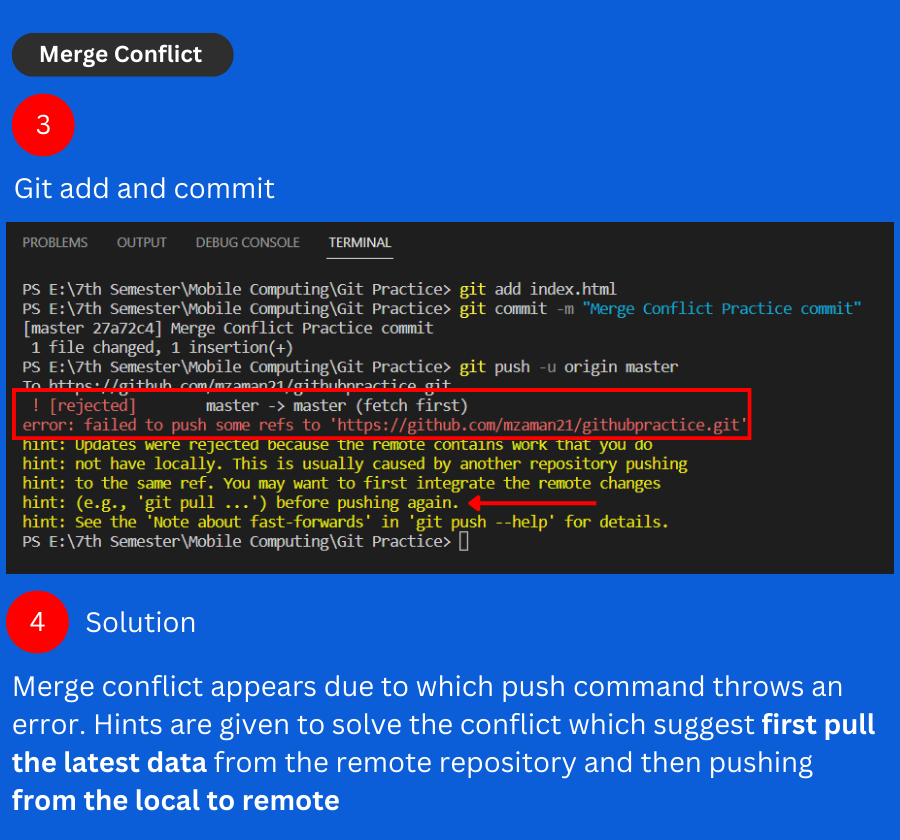 Merge Conflict
3
Git add and commit
PROBLEMS OUTPUT DEBUG CONSOLE TERMINAL
PS E:\7th Semester\Mobile Computing\Git Practice> git add index.html
PS E:\7th Semester\Mobile Computing\Git Practice> git commit -m "Merge Conflict Practice commit"
[master 27a72c4] Merge Conflict Practice commit
1 file changed, 1 insertion(+)
PS E:\7th Semester\Mobile Computing\Git Practice> git push -u origin master
To https://github.com/mzaman21/githubpractice.git
! [rejected] master -> master (fetch first)
error: failed to push some refs to 'https://github.com/mzaman21/githubpractice.git'
hint: Updates were rejected because the remote contains work that you do
hint: not have locally. This is usually caused by another repository pushing
hint: to the same ref. You may want to first integrate the remote changes
hint: (e.g., 'git pull ...') before pushing again.
hint: See the 'Note about fast-forwards' in 'git push --help' for details.
PS E:\7th Semester\Mobile Computing\Git Practice>
4 Solution
Merge conflict appears due to which push command throws an
error. Hints are given to solve the conflict which suggest first pull
the latest data from the remote repository and then pushing
from the local to remote